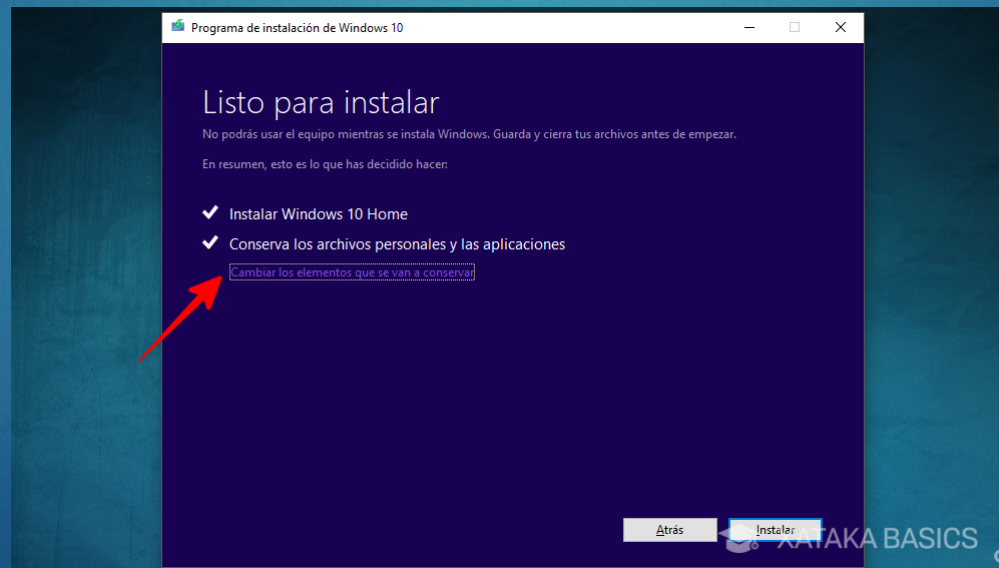 Programa de instalación de Windows 10
Listo para instalar
No podrás usar el equipo mientras se instala Windows. Guarda y cierra tus archivos antes de empezar.
En resumen, esto es lo que has decidido hacer:
Instalar Windows 10 Home
Conserva los archivos personales y las aplicaciones
Cambiar los elementos que se van a conservar
Atrás
Instalar
XATAKA BASICS